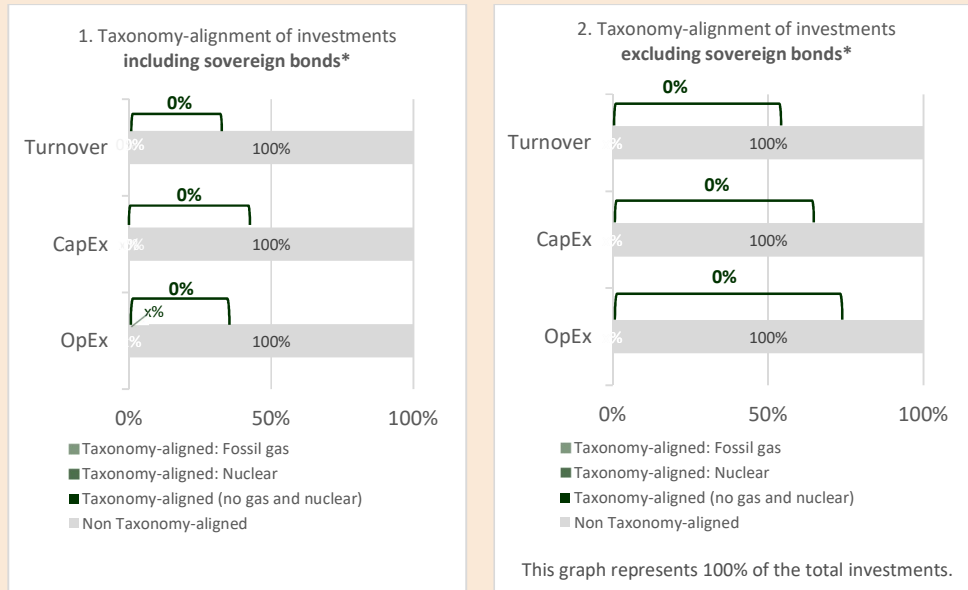 1. Taxonomy-alignment of investments
including sovereign bonds*
0%
Turnover
100%
0%
CapEx
100%
0%
x%
OpEx
%
100%
0% 50% 100%
Taxonomy-aligned: Fossil gas
Taxonomy-aligned: Nuclear
Taxonomy-aligned (no gas and nuclear)
Non Taxonomy-aligned
2. Taxonomy-alignment of investments
excluding sovereign bonds*
0%
Turnover
%
100%
0%
CapEx
%
100%
0%
OpEx
%
100%
0% 50% 100%
Taxonomy-aligned: Fossil gas
Taxonomy-aligned: Nuclear
Taxonomy-aligned (no gas and nuclear)
Non Taxonomy-aligned
This graph represents 100% of the total investments.